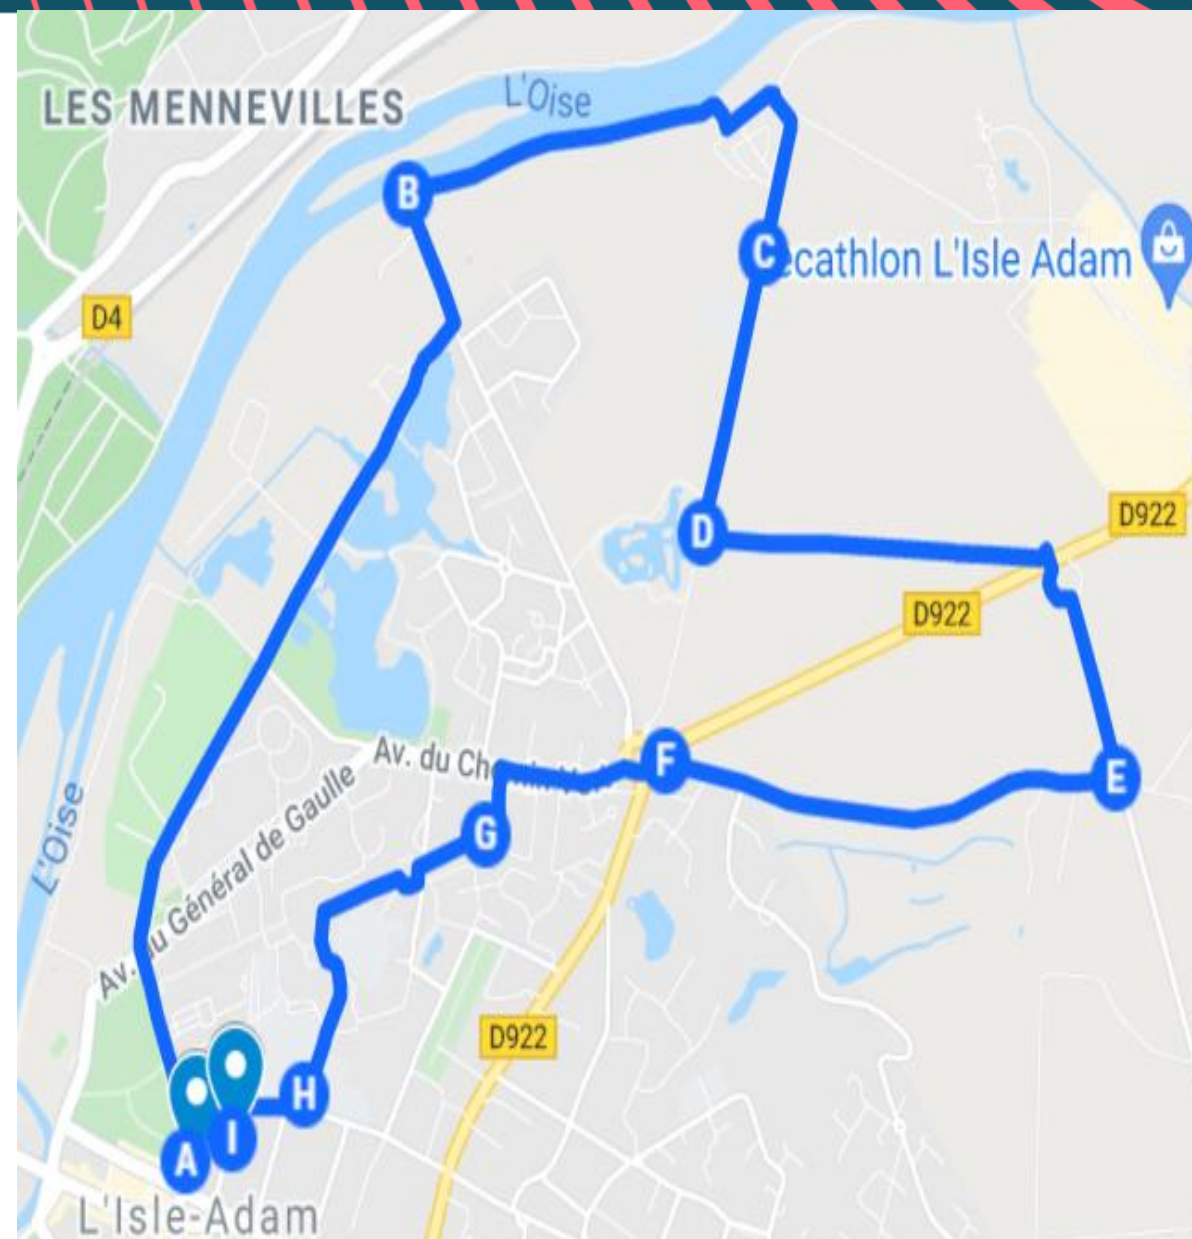 L'Oise
LES MENNEVILLES
B
C
ecathlon L'Isle Adam
D4
D922
D
D922
Av. du Ch
F
E
G
L'Oise
Av. du Général de Gaulle
D922
H
I
A
L'Isle-Adam